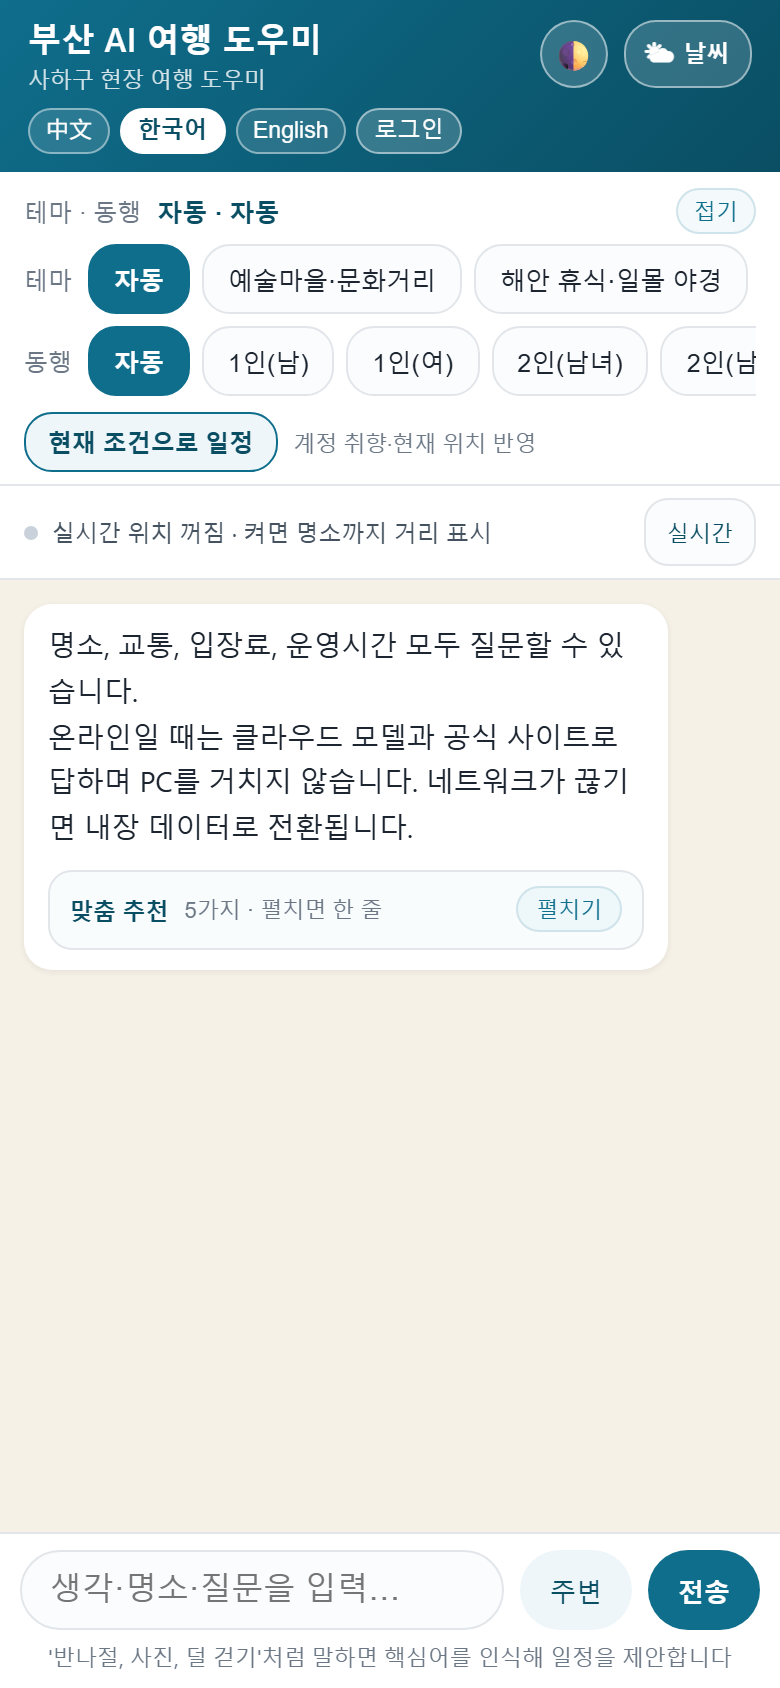 부산 AI 여행 도우미
사하구 현장 여행 도우미
날씨
中文 한국어 English 로그인
테마 · 동행 자동 · 자동 접기
테마 자동 예술마을·문화거리 해안 휴식·일몰 야경
동행 자동 1인(남) 1인(여) 2인(남녀) 2인(남
현재 조건으로 일정 계정 취향·현재 위치 반영
실시간 위치 꺼짐 · 켜면 명소까지 거리 표시 실시간
명소, 교통, 입장료, 운영시간 모두 질문할 수 있
습니다.
온라인일 때는 클라우드 모델과 공식 사이트로
답하며 PC를 거치지 않습니다. 네트워크가 끊기
면 내장 데이터로 전환됩니다.
맞춤 추천 5가지 · 펼치면 한 줄 펼치기
생각·명소·질문을 입력... 주변 전송
'반나절, 사진, 덜 걷기'처럼 말하면 핵심어를 인식해 일정을 제안합니다